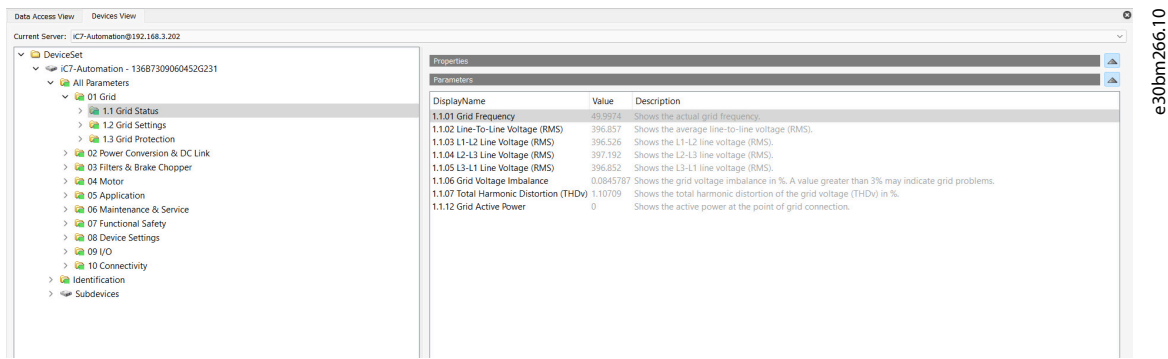 Data Access View Devices View
Current Server: iC7-Automation@192.168.3.202
DeviceSet
iC7-Automation - 136B7309060452G231
All Parameters
01 Grid
1.1 Grid Status
1.2 Grid Settings
1.3 Grid Protection
02 Power Conversion & DC Link
03 Filters & Brake Chopper
04 Motor
05 Application
06 Maintenance & Service
07 Functional Safety
08 Device Settings
09 I/O
10 Connectivity
Identification
Subdevices
Properties
Parameters
DisplayName Value Description
1.1.01 Grid Frequency 49.9974 Shows the actual grid frequency.
1.1.02 Line-To-Line Voltage (RMS) 396.857 Shows the average line-to-line voltage (RMS).
1.1.03 L1-L2 Line Voltage (RMS) 396.526 Shows the L1-L2 line voltage (RMS).
1.1.04 L2-L3 Line Voltage (RMS) 397.192 Shows the L2-L3 line voltage (RMS).
1.1.05 L3-L1 Line Voltage (RMS) 396.852 Shows the L3-L1 line voltage (RMS).
1.1.06 Grid Voltage Imbalance 0.0845787 Shows the grid voltage imbalance in %. A value greater than 3% may indicate grid problems.
1.1.07 Total Harmonic Distortion (THDv) 1.10709 Shows the total harmonic distortion of the grid voltage (THDv) in %.
1.1.12 Grid Active Power 0 Shows the active power at the point of grid connection.
e30bm266.10